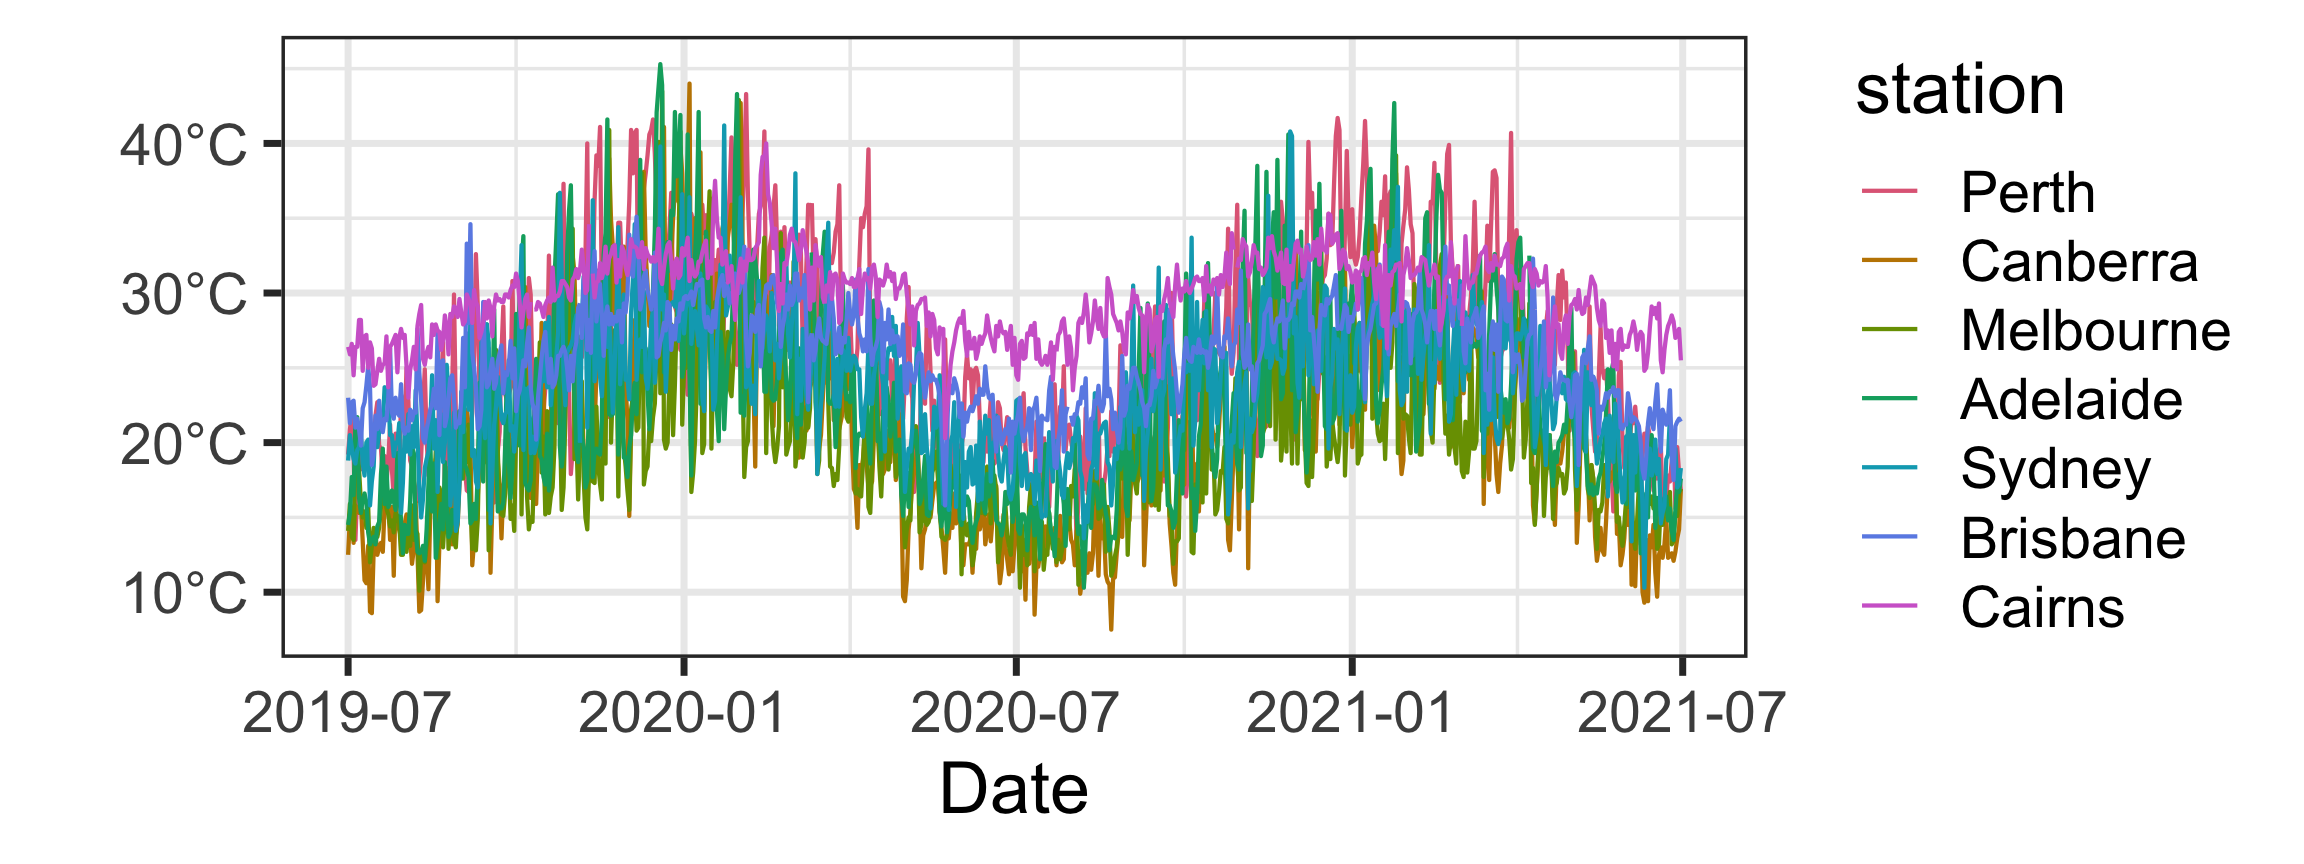 40°C
30°C
20°C
10°C
2019-07 2020-01 2020-07 2021-01 2021-07
Date
station
Perth
Canberra
Melbourne
Adelaide
Sydney
Brisbane
Cairns